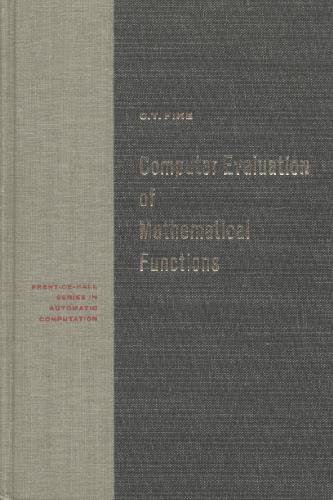 C.T. FIKE
Computer Evaluation
of
Mathematical
Functions
PRENTICE-HALL
SERIES IN
AUTOMATIC
COMPUTATION